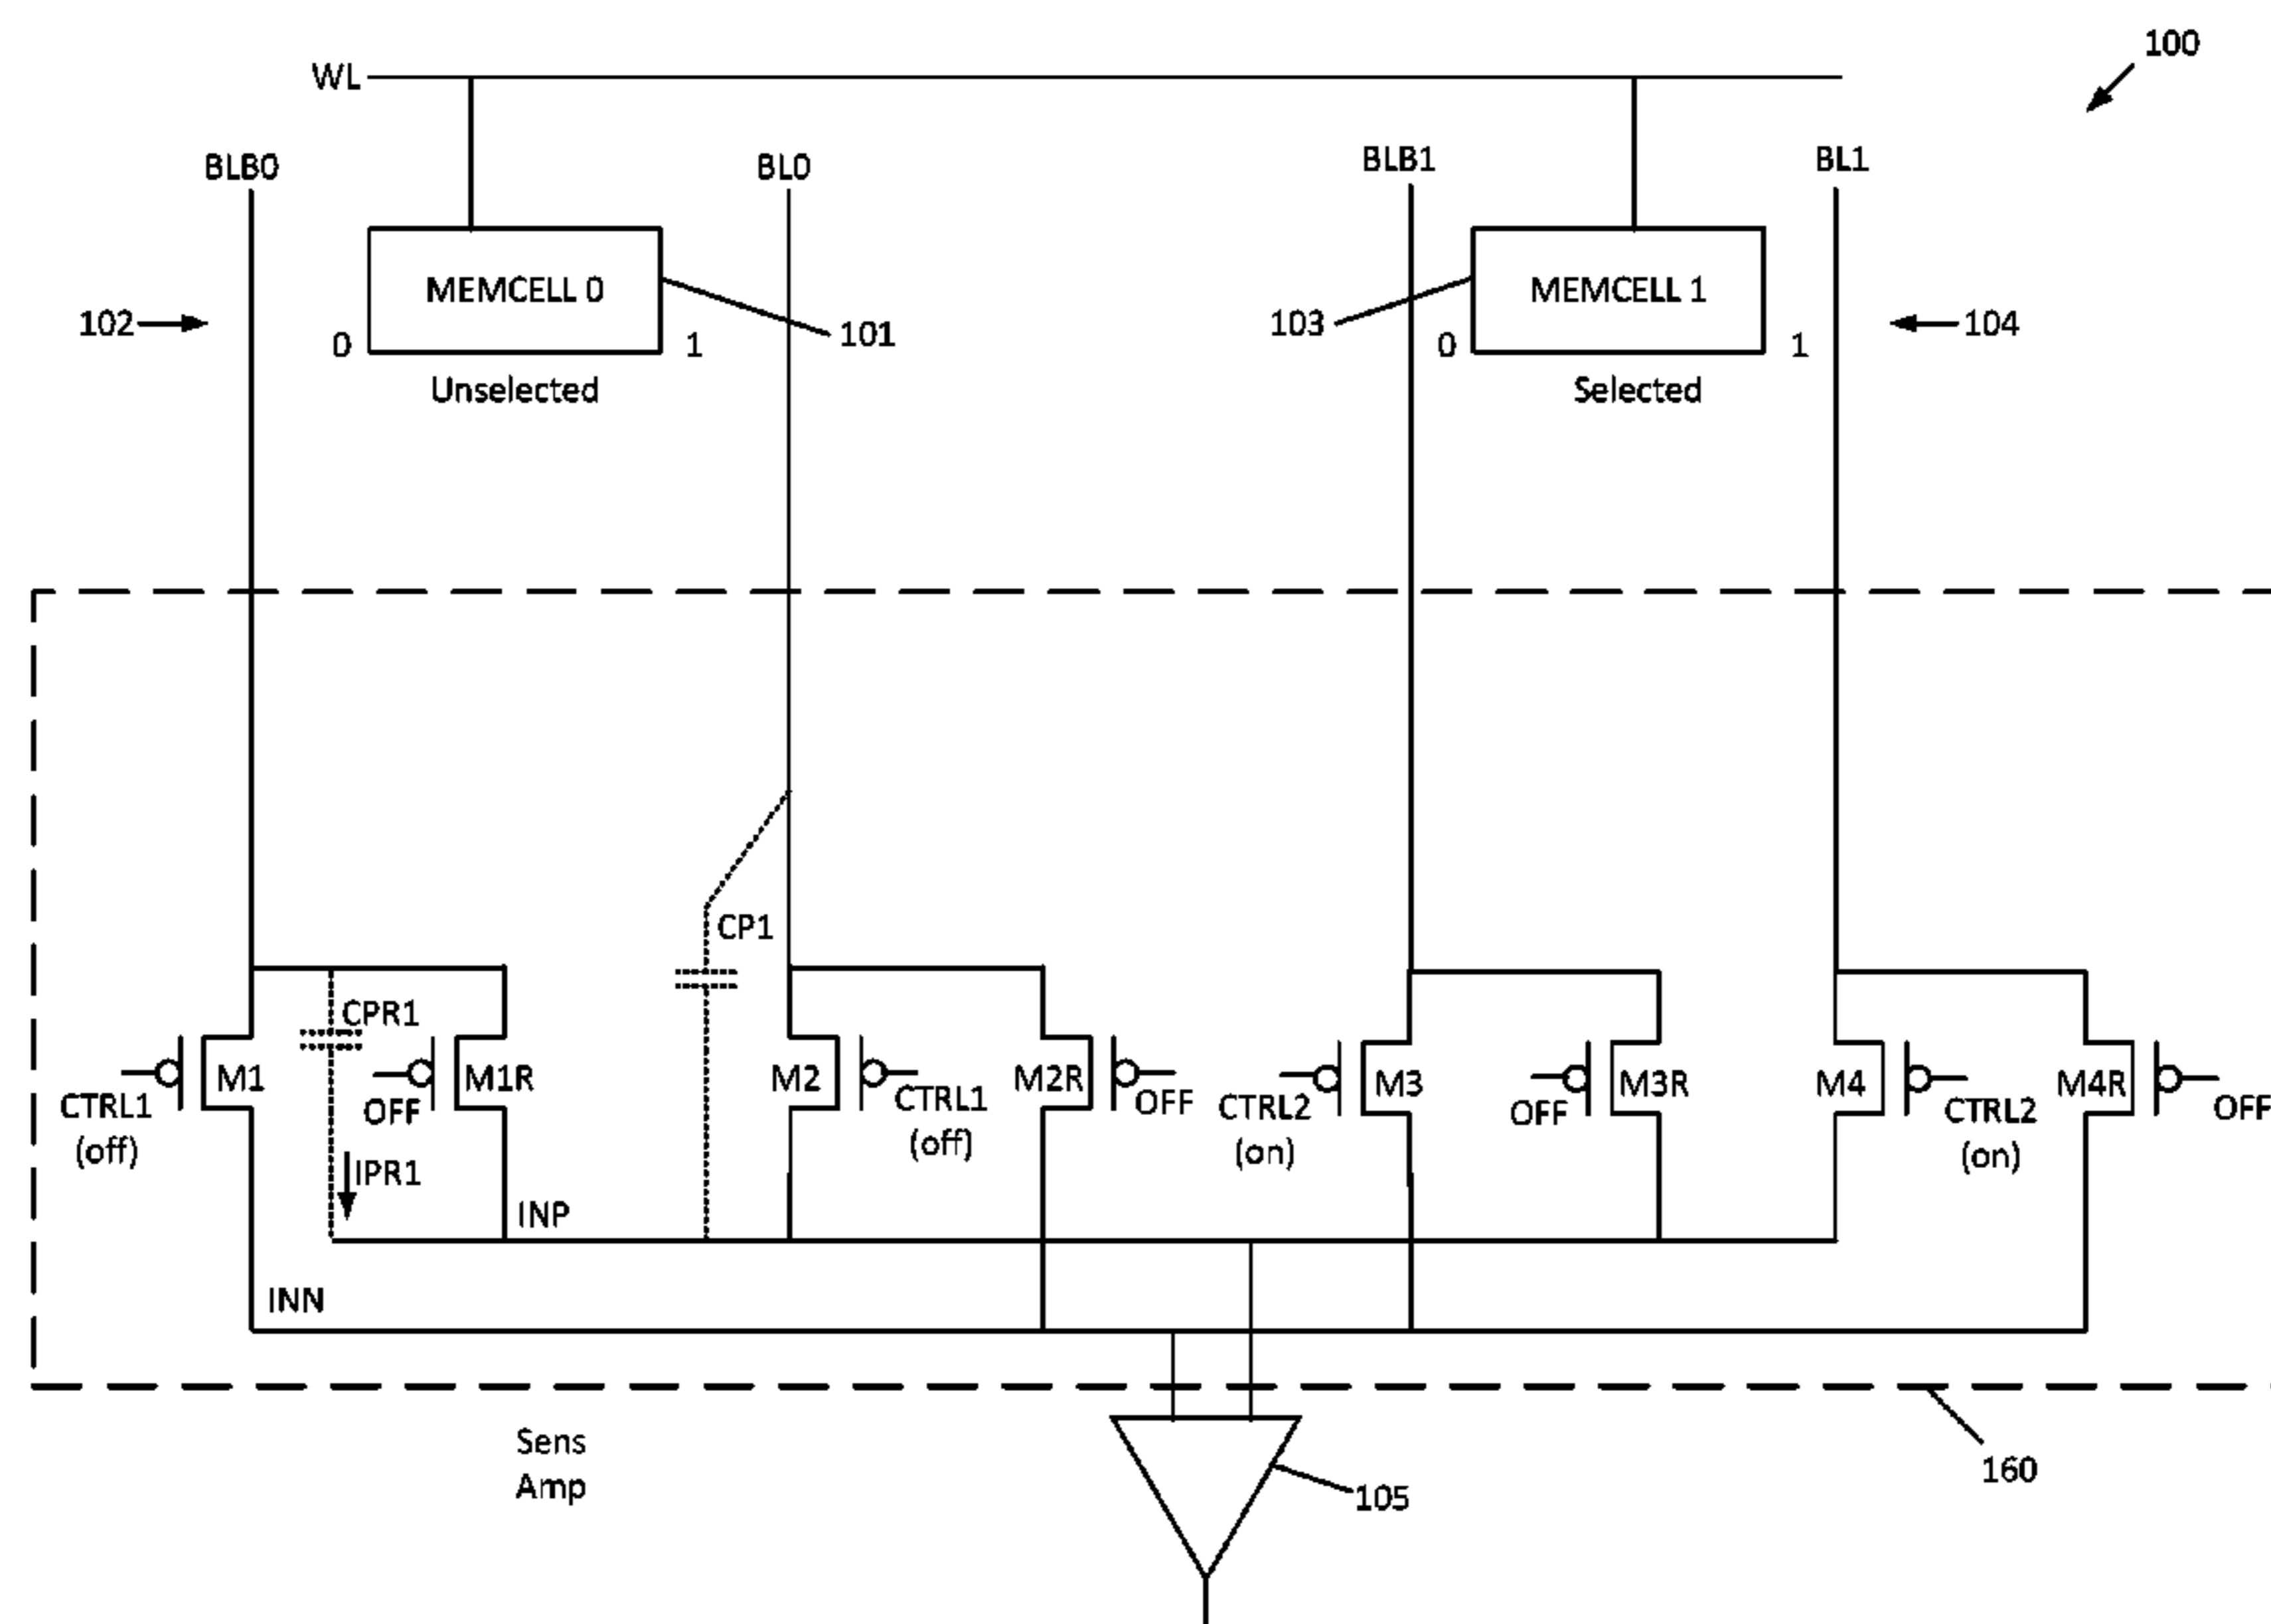 100
WL
BLB0
BL0
BLB1
BL1
MEMCELL 0
MEMCELL 1
102
101
103
104
0
1
0
1
Unselected
Selected
CP1
CPR1
M1
M1R
M2
M2R
M3
M3R
M4
M4R
CTRL1
(off)
OFF
CTRL1
(off)
OFF
CTRL2
(on)
OFF
CTRL2
(on)
OFF
IPR1
INP
INN
Sens
Amp
105
160